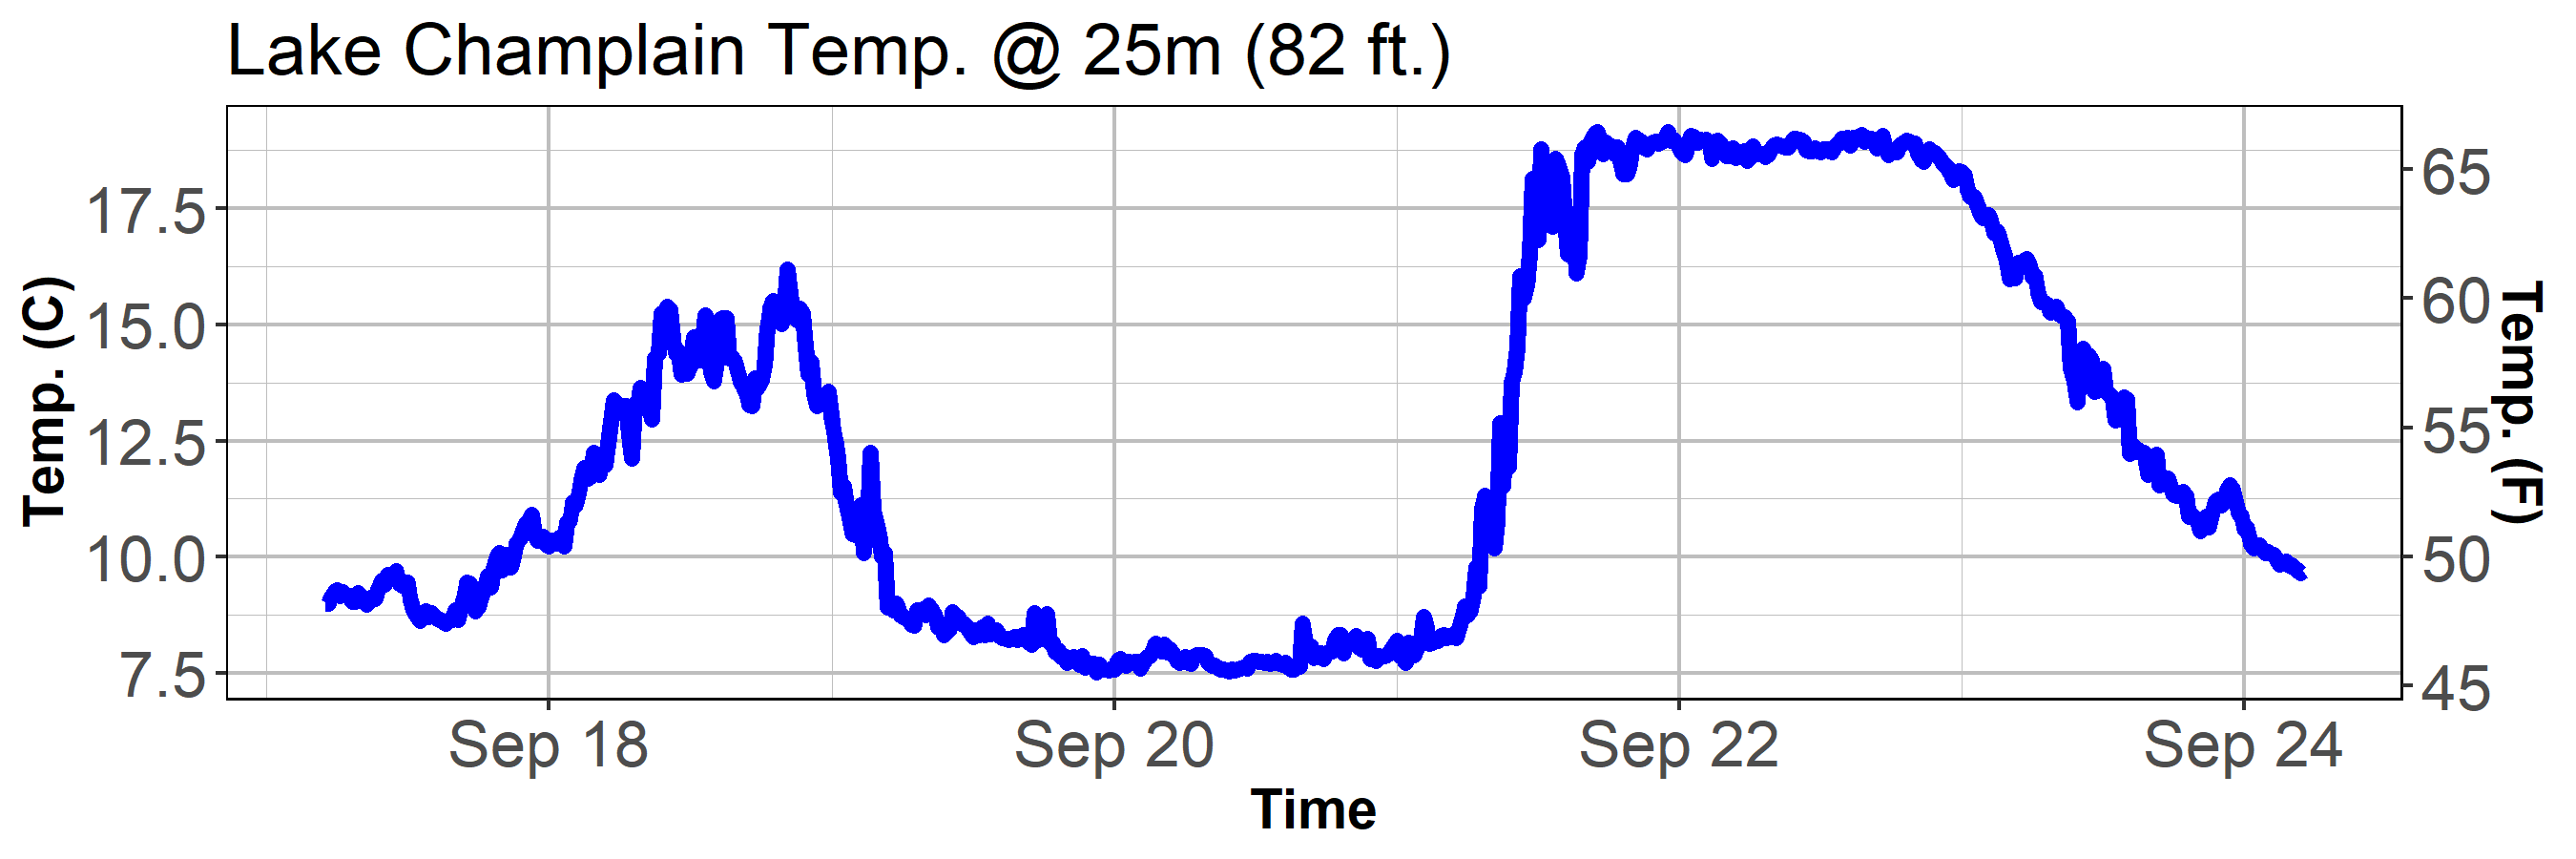 Lake Champlain Temp. @ 25m (82 ft.)
Temp. (C)
17.5
15.0
12.5
10.0
7.5
65
60
55
50
45
Temp. (F)
Sep 18
Sep 20
Sep 22
Sep 24
Time